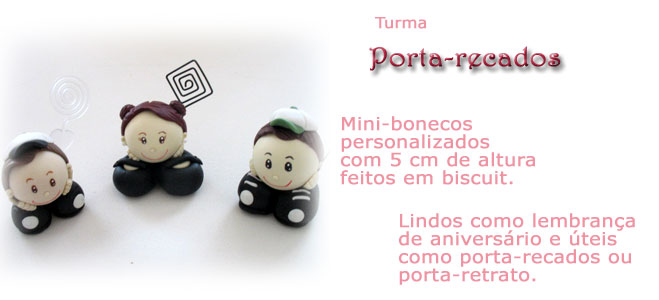 Turma
Porta-recados
Mini-bonecos
personalizados
com 5 cm de altura
feitos em biscuit.
Lindos como lembrança
de aniversário e úteis
como porta-recados ou
porta-retrato.